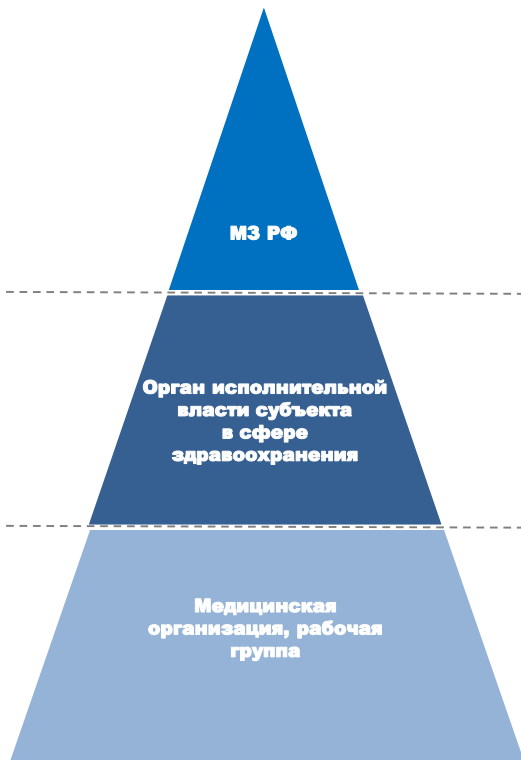 МЗ РФ
Орган исполнительной
власти субъекта
в сфере
здравоохранения
Медицинская
организация, рабочая
группа